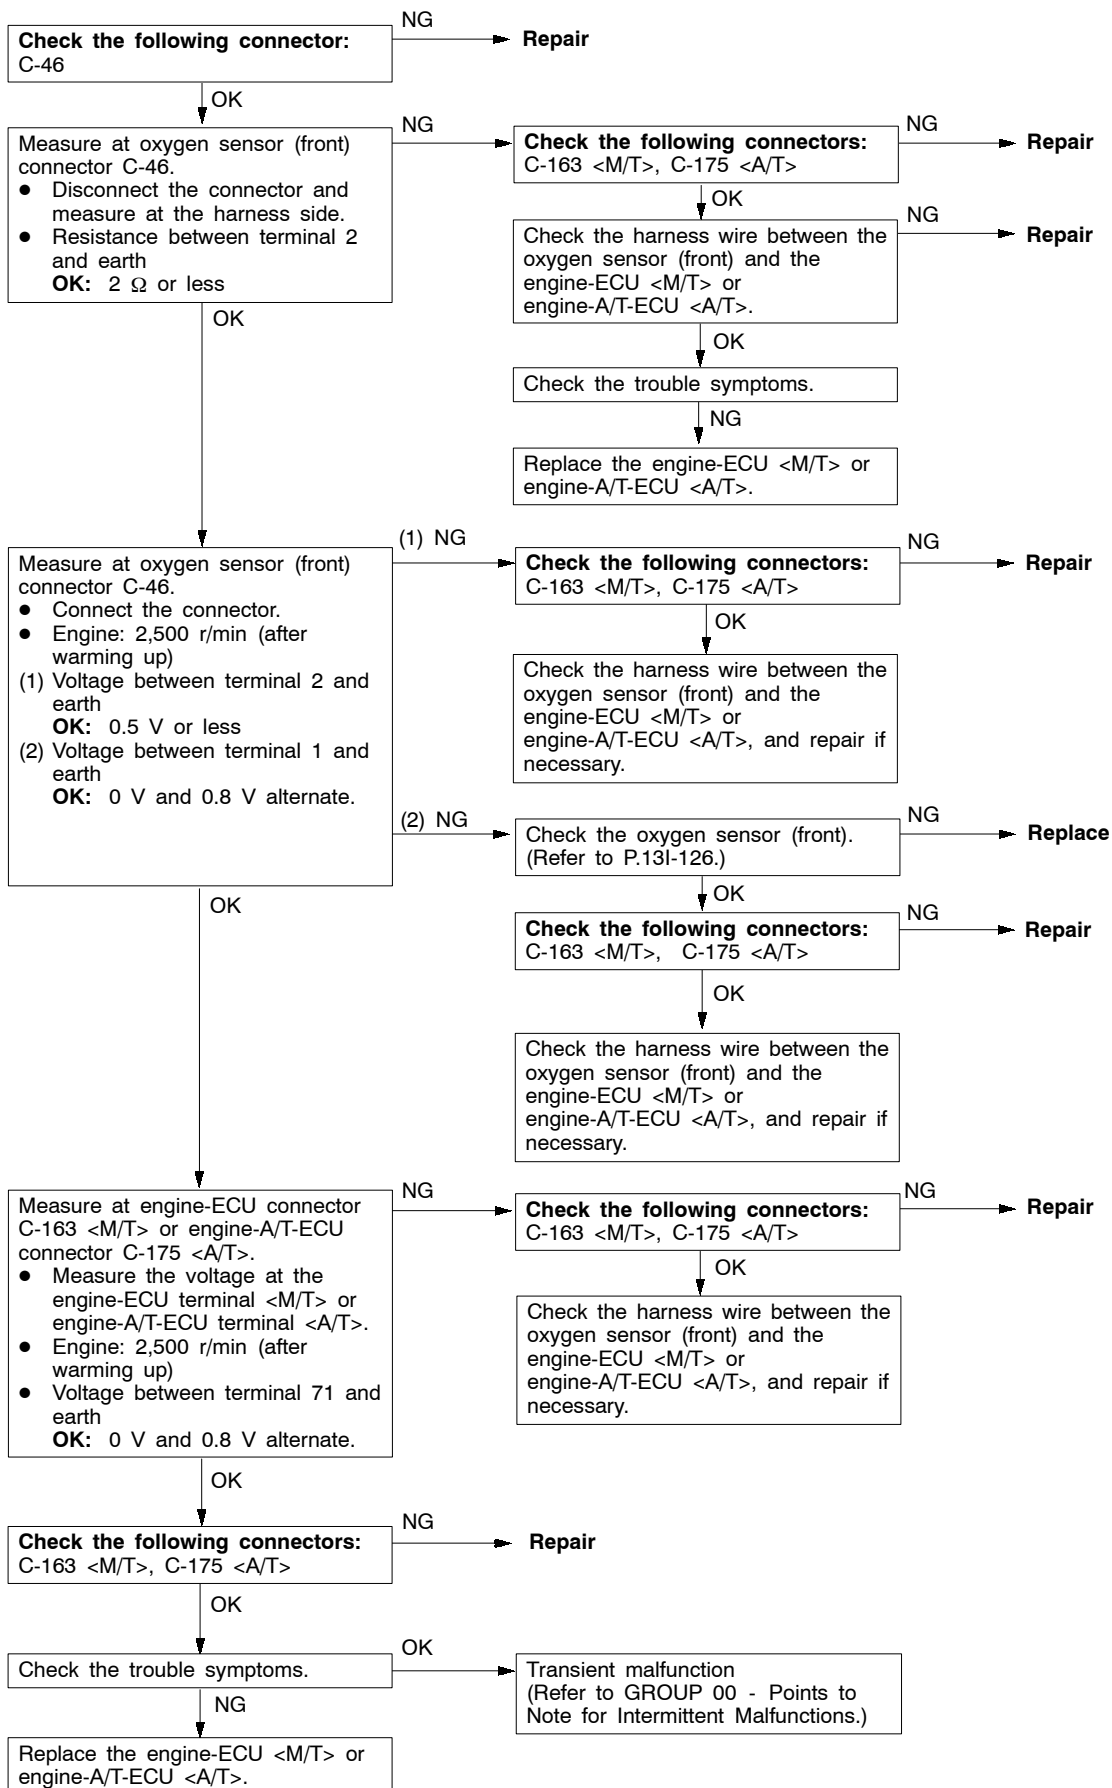 Check the following connector:
C-46
NG
Repair
OK
Measure at oxygen sensor (front)
connector C-46.
● Disconnect the connector and
measure at the harness side.
● Resistance between terminal 2
and earth
OK: 2 Ω or less
NG
Check the following connectors:
C-163 <M/T>, C-175 <A/T>
NG
Repair
OK
Check the harness wire between the
oxygen sensor (front) and the
engine-ECU <M/T> or
engine-A/T-ECU <A/T>.
NG
Repair
OK
Check the trouble symptoms.
NG
Replace the engine-ECU <M/T> or
engine-A/T-ECU <A/T>.
OK
Measure at oxygen sensor (front)
connector C-46.
● Connect the connector.
● Engine: 2,500 r/min (after
warming up)
(1) Voltage between terminal 2 and
earth
OK: 0.5 V or less
(2) Voltage between terminal 1 and
earth
OK: 0 V and 0.8 V alternate.
(1) NG
Check the following connectors:
C-163 <M/T>, C-175 <A/T>
NG
Repair
OK
Check the harness wire between the
oxygen sensor (front) and the
engine-ECU <M/T> or
engine-A/T-ECU <A/T>, and repair if
necessary.
(2) NG
Check the oxygen sensor (front).
(Refer to P.13I-126.)
NG
Replace
OK
Check the following connectors:
C-163 <M/T>, C-175 <A/T>
NG
Repair
OK
Check the harness wire between the
oxygen sensor (front) and the
engine-ECU <M/T> or
engine-A/T-ECU <A/T>, and repair if
necessary.
OK
Measure at engine-ECU connector
C-163 <M/T> or engine-A/T-ECU
connector C-175 <A/T>.
● Measure the voltage at the
engine-ECU terminal <M/T> or
engine-A/T-ECU terminal <A/T>.
● Engine: 2,500 r/min (after
warming up)
● Voltage between terminal 71 and
earth
OK: 0 V and 0.8 V alternate.
NG
Check the following connectors:
C-163 <M/T>, C-175 <A/T>
NG
Repair
OK
Check the harness wire between the
oxygen sensor (front) and the
engine-ECU <M/T> or
engine-A/T-ECU <A/T>, and repair if
necessary.
OK
Check the following connectors:
C-163 <M/T>, C-175 <A/T>
NG
Repair
OK
Check the trouble symptoms.
OK
Transient malfunction
(Refer to GROUP 00 - Points to
Note for Intermittent Malfunctions.)
NG
Replace the engine-ECU <M/T> or
engine-A/T-ECU <A/T>.